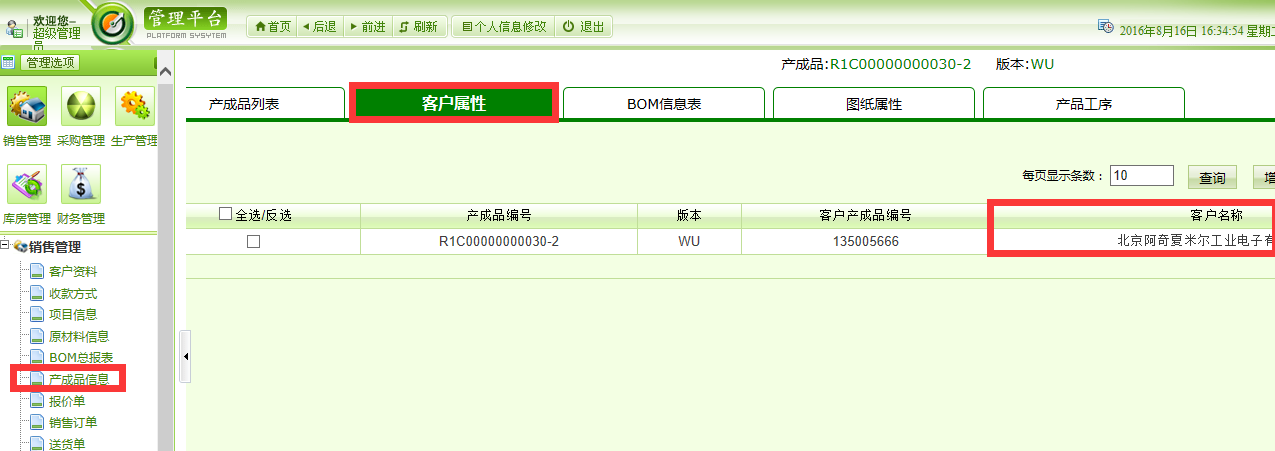 欢迎您–
超级管理
员
管理平台
PLATFORM SYSYTEM
首页 后退 前进 刷新 个人信息修改 退出
2016年8月16日 16:34:54 星期
管理选项
产成品:R1C00000000030-2 版本:WU
产成品列表 客户属性 BOM信息表 图纸属性 产品工序
销售管理 采购管理 生产管理
每页显示条数： 10 查询 增
库房管理 财务管理
全选/反选 产成品编号 版本 客户产成品编号 客户名称
R1C00000000030-2 WU 135005666 北京阿奇夏米尔工业电子有
销售管理
客户资料
收款方式
项目信息
原材料信息
BOM总报表
产成品信息
报价单
销售订单
送货单